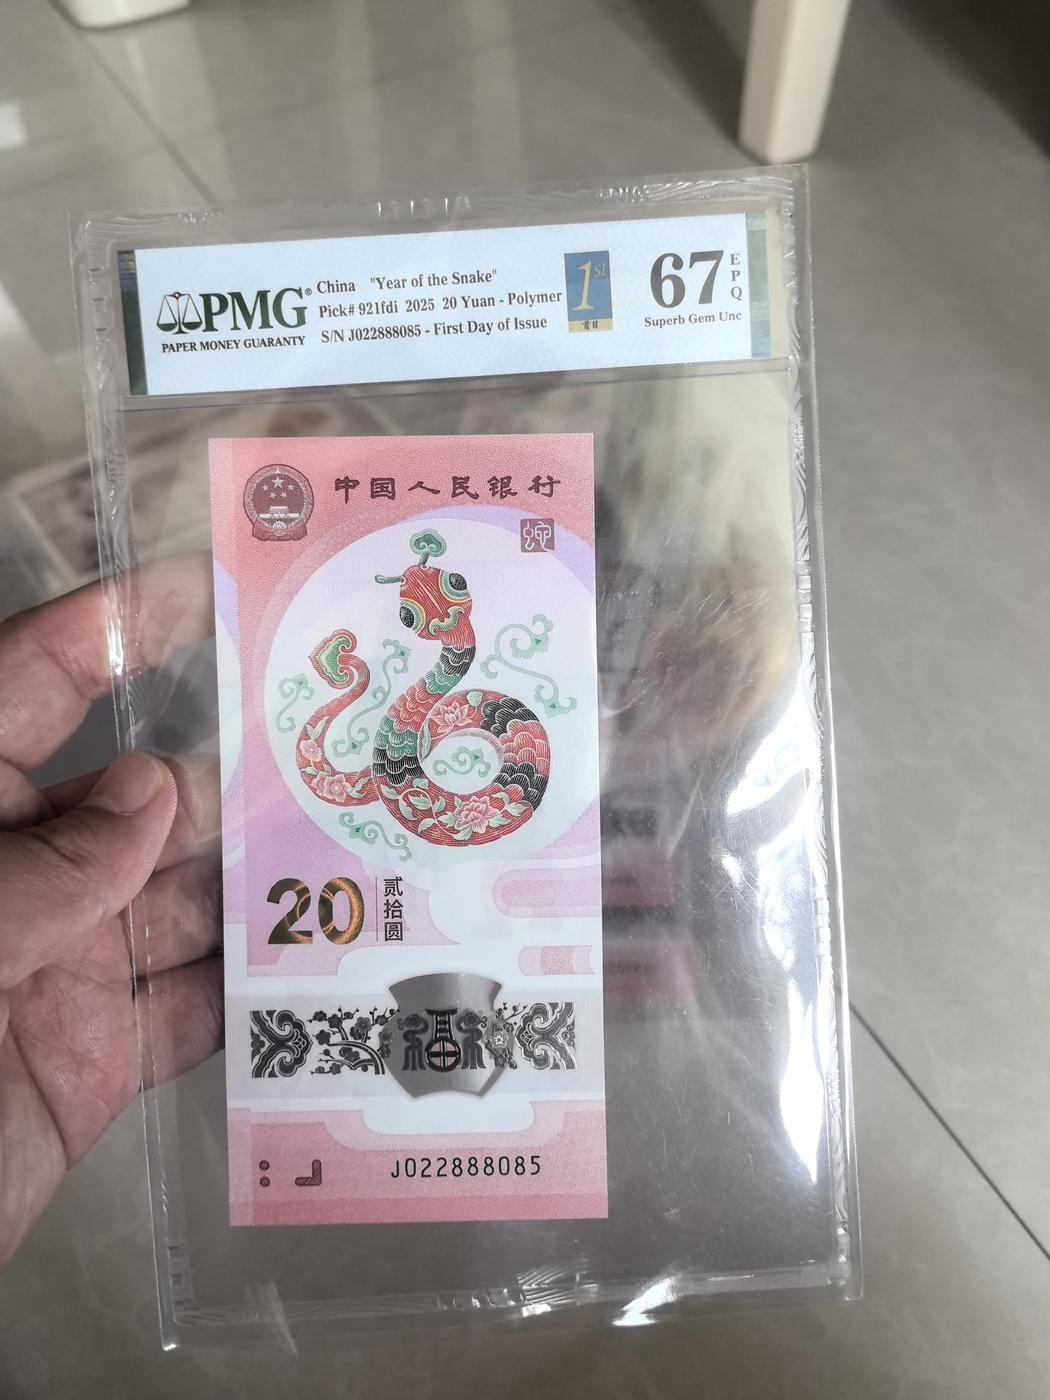 PMG®
PAPER MONEY GUARANTY
China "Year of the Snake"
Pick# 921fdi 2025 20 Yuan - Polymer
S/N J022888085 - First Day of Issue
1st
首日
67
EPQ
Superb Gem Unc
中国人民银行
20
贰拾圆
J022888085